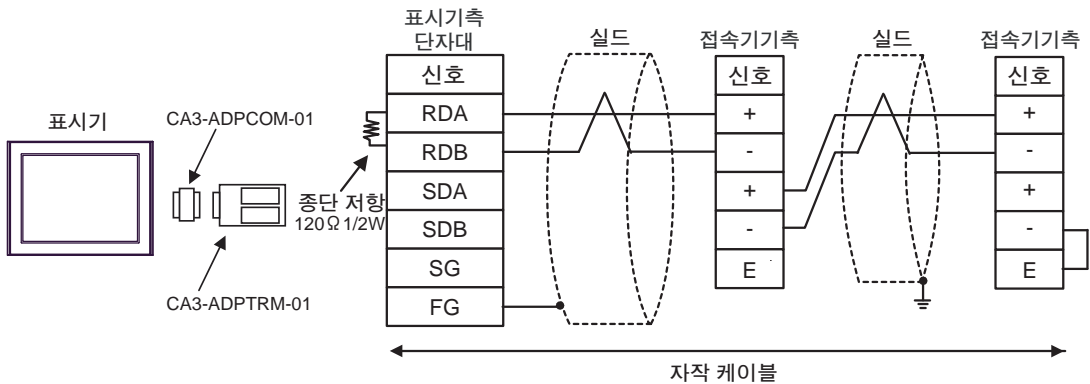 표시기
CA3-ADPCOM-01
CA3-ADPTRM-01
종단 저항
120Ω 1/2W
표시기측
단자대
신호
RDA
RDB
SDA
SDB
SG
FG
실드
접속기기측
신호
+
-
+
-
E
실드
접속기기측
신호
+
-
+
-
E
자작 케이블